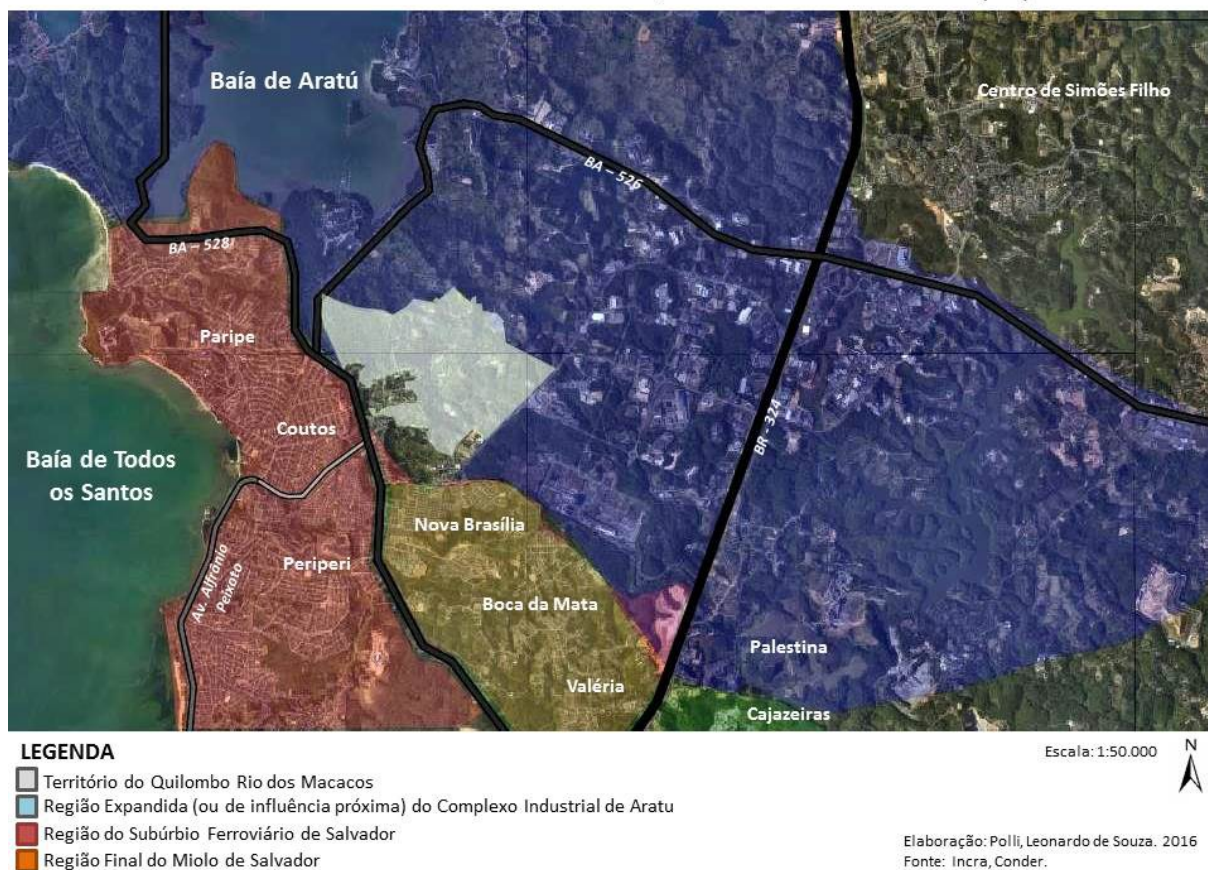 Baía de Aratú
Centro de Simões Filho
BA – 526
BA – 528
Paripe
Coutos
Baía de Todos
os Santos
BR - 324
Nova Brasília
Periperi
Av. Alfrânio
Peixoto
Boca da Mata
Palestina
Valéria
Cajazeiras
LEGENDA
Território do Quilombo Rio dos Macacos
Região Expandida (ou de influência próxima) do Complexo Industrial de Aratu
Região do Subúrbio Ferroviário de Salvador
Região Final do Miolo de Salvador
Escala: 1:50.000
N
Elaboração: Polli, Leonardo de Souza. 2016
Fonte: Incra, Conder.